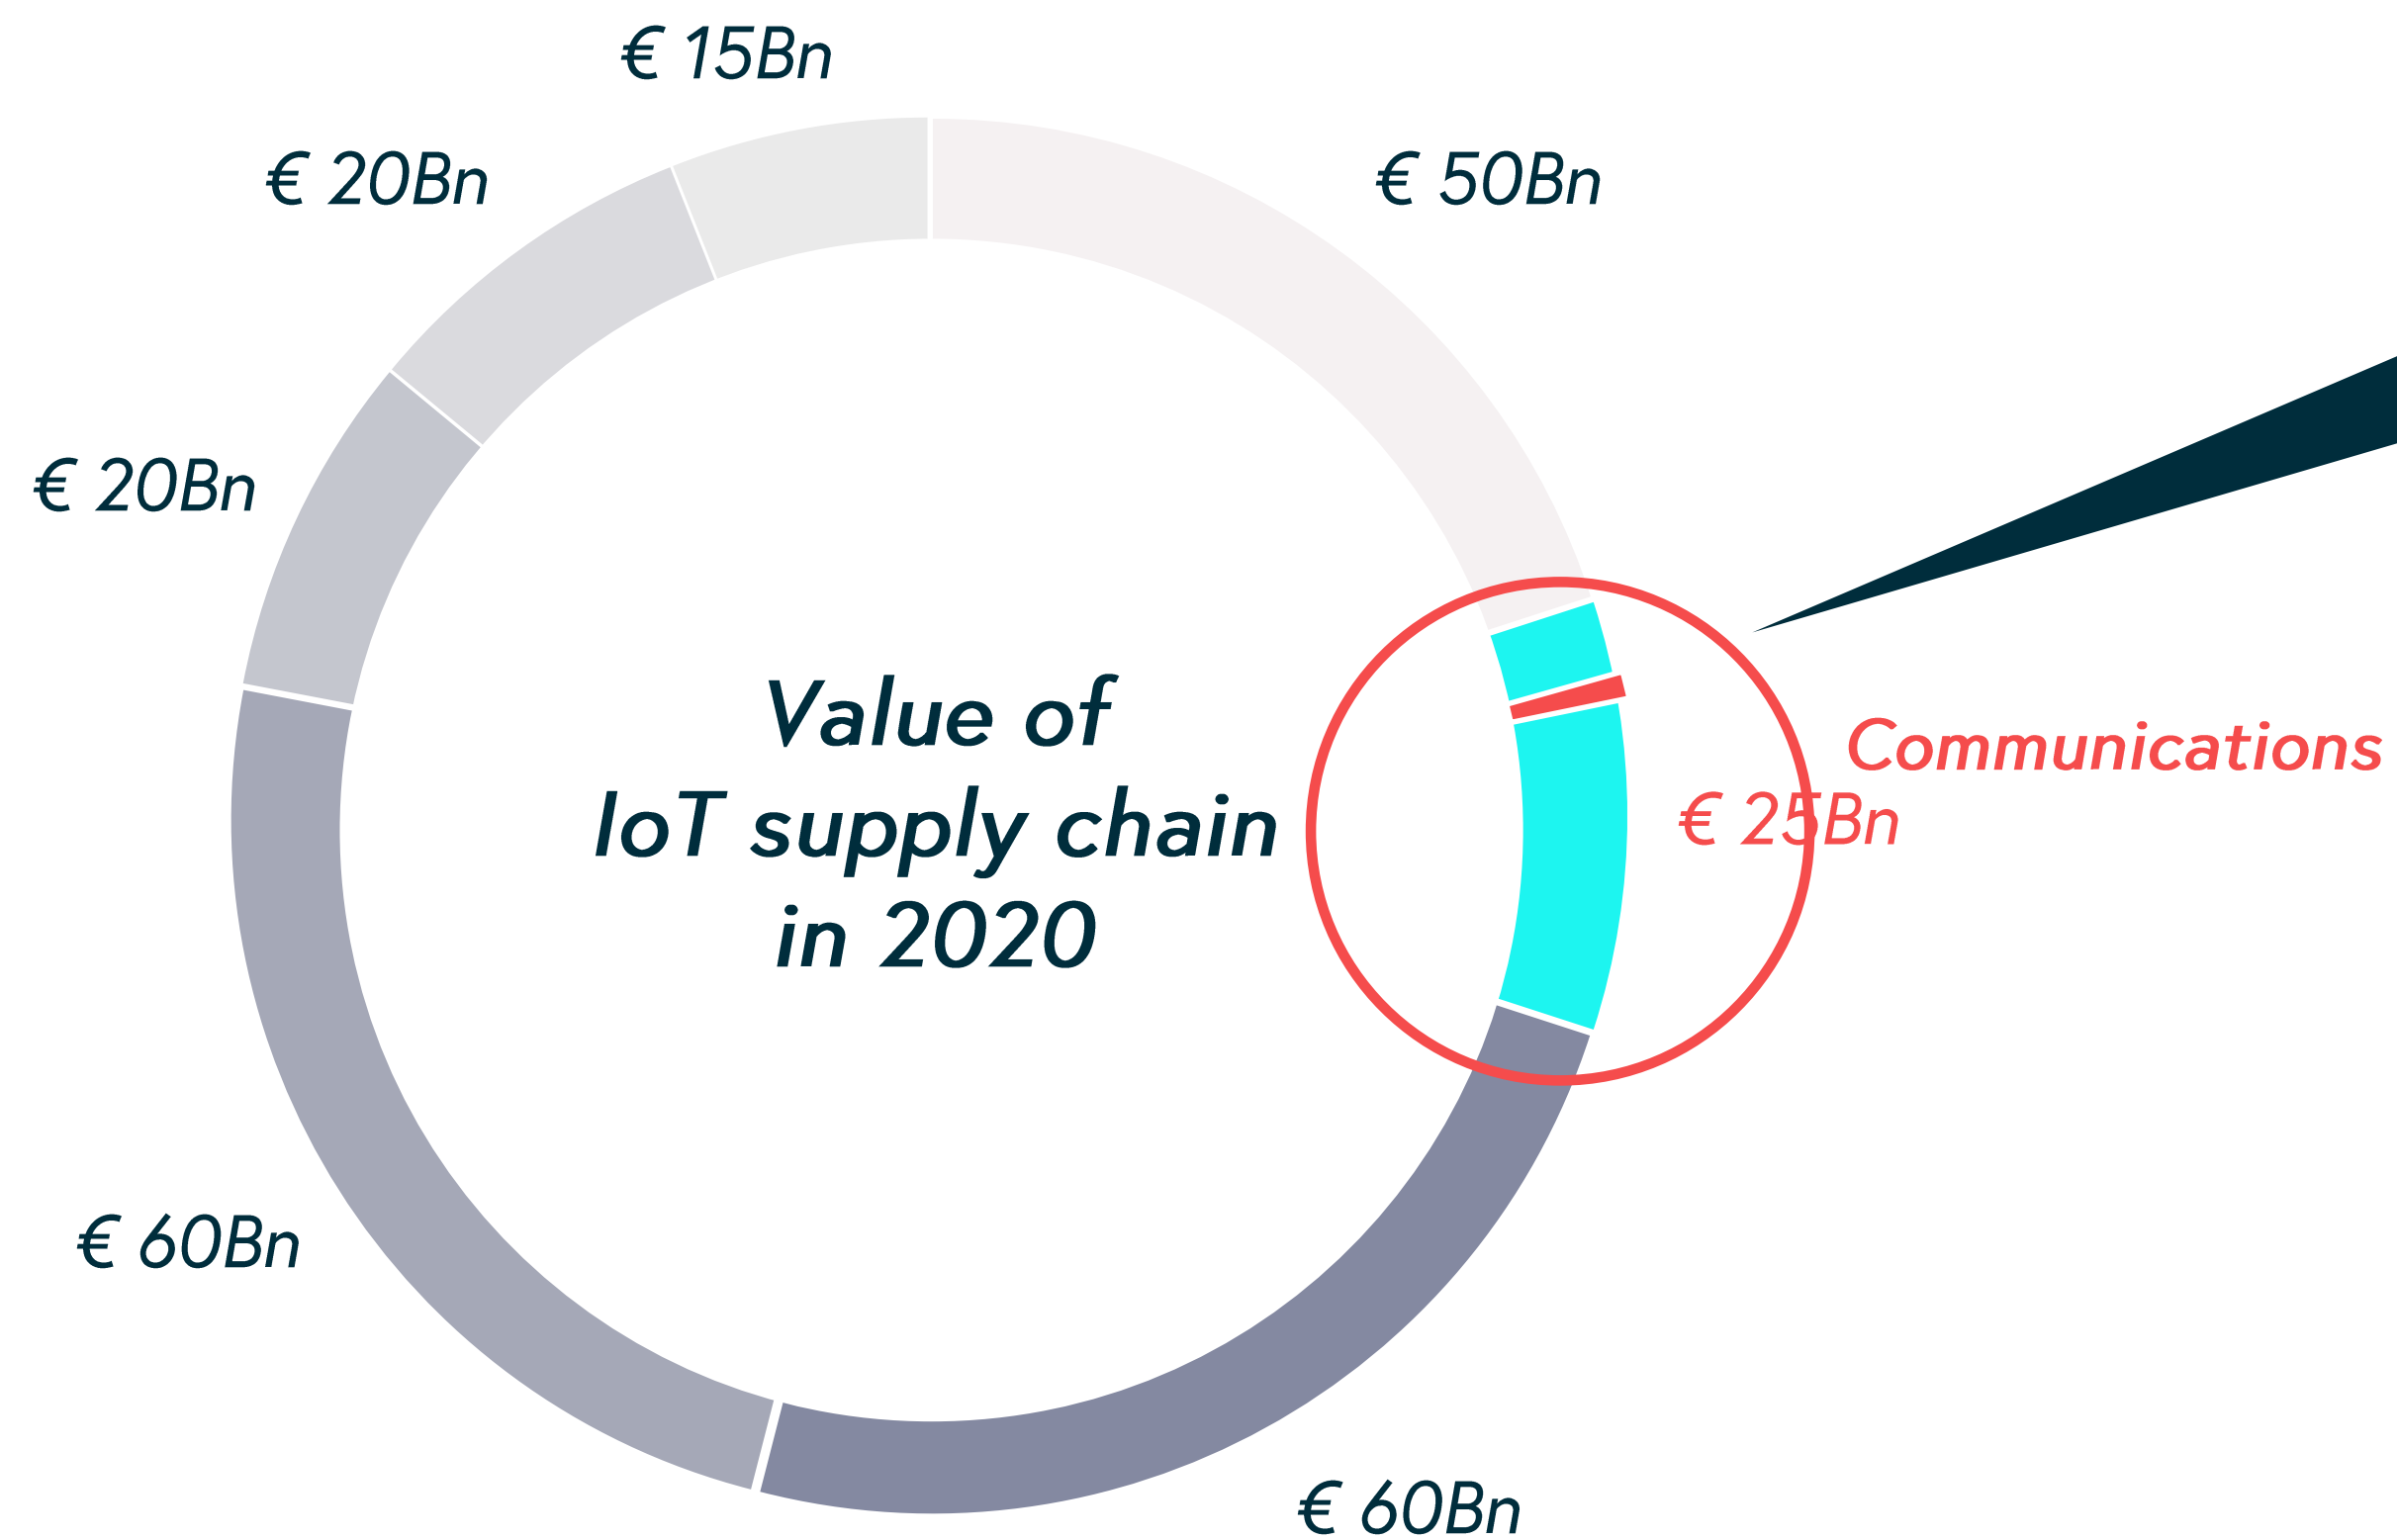 € 15Bn
€ 20Bn
€ 50Bn
€ 20Bn
Value of
IoT supply chain
in 2020
Communications
€ 25Bn
€ 60Bn
€ 60Bn